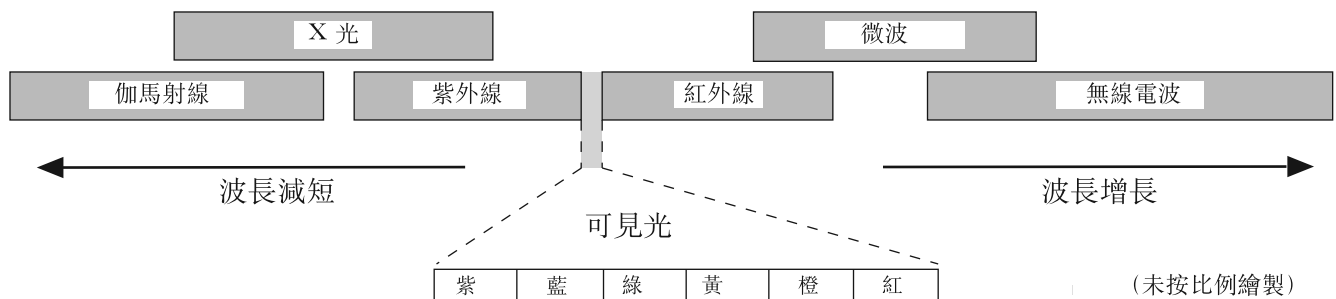 X 光 微波
伽馬射線 紫外線 紅外線 無線電波
波長減短 波長增長
可見光
紫 藍 綠 黃 橙 紅 (未按比例繪製)